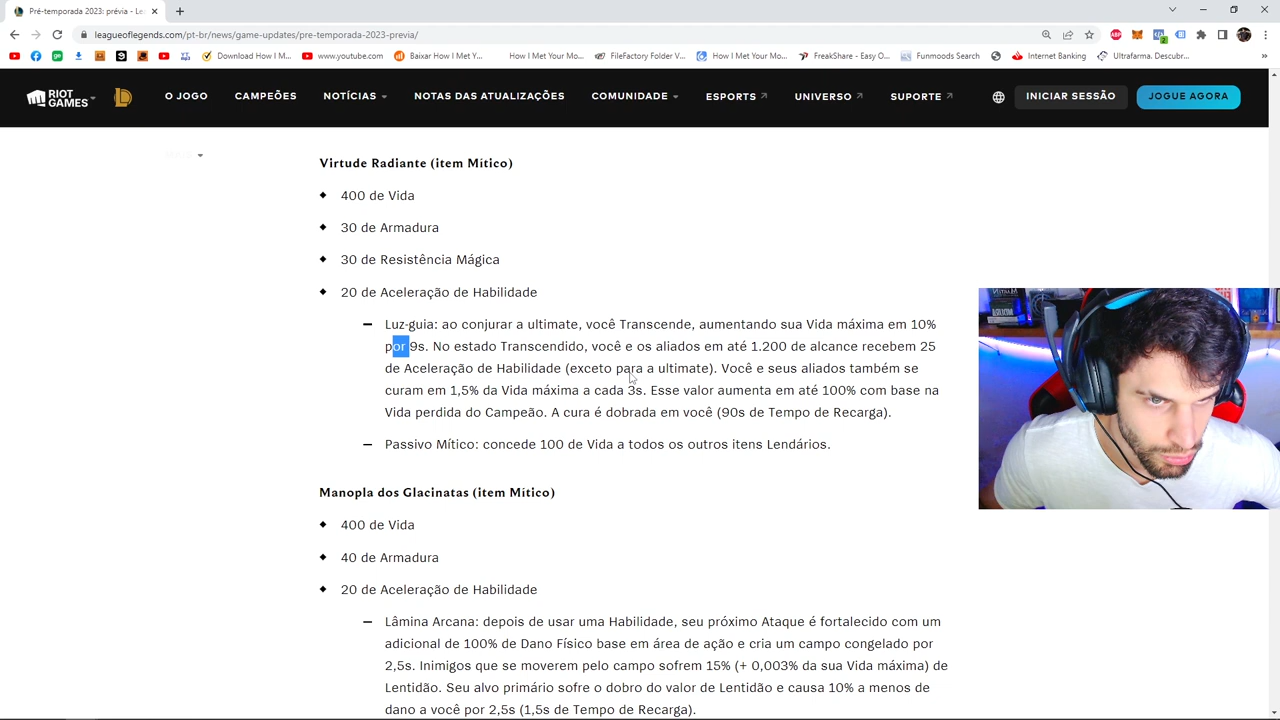 Pré-temporada 2023: prévia - Le
leagueoflegends.com/pt-br/news/game-updates/pre-temporada-2023-previa/
Download How I M... www.youtube.com Baixar How I Met Y... How I Met Your Mo... FileFactory Folder V... How I Met Your Mo... FreakShare - Easy O... Funmoods Search Internet Banking Ultrafarma. Descubr...
RIOT GAMES O JOGO CAMPEÕES NOTÍCIAS NOTAS DAS ATUALIZAÇÕES COMUNIDADE ESPORTS UNIVERSO SUPORTE INICIAR SESSÃO JOGUE AGORA
Virtude Radiante (item Mítico)
400 de Vida
30 de Armadura
30 de Resistência Mágica
20 de Aceleração de Habilidade
Luz-guia: ao conjurar a ultimate, você Transcende, aumentando sua Vida máxima em 10%
por 9s. No estado Transcendido, você e os aliados em até 1.200 de alcance recebem 25
de Aceleração de Habilidade (exceto para a ultimate). Você e seus aliados também se
curam em 1,5% da Vida máxima a cada 3s. Esse valor aumenta em até 100% com base na
Vida perdida do Campeão. A cura é dobrada em você (90s de Tempo de Recarga).
Passivo Mítico: concede 100 de Vida a todos os outros itens Lendários.
Manopla dos Glacinatas (item Mítico)
400 de Vida
40 de Armadura
20 de Aceleração de Habilidade
Lâmina Arcana: depois de usar uma Habilidade, seu próximo Ataque é fortalecido com um
adicional de 100% de Dano Físico base em área de ação e cria um campo congelado por
2,5s. Inimigos que se moverem pelo campo sofrem 15% (+ 0,003% da sua Vida máxima) de
Lentidão. Seu alvo primário sofre o dobro do valor de Lentidão e causa 10% a menos de
dano a você por 2,5s (1,5s de Tempo de Recarga).